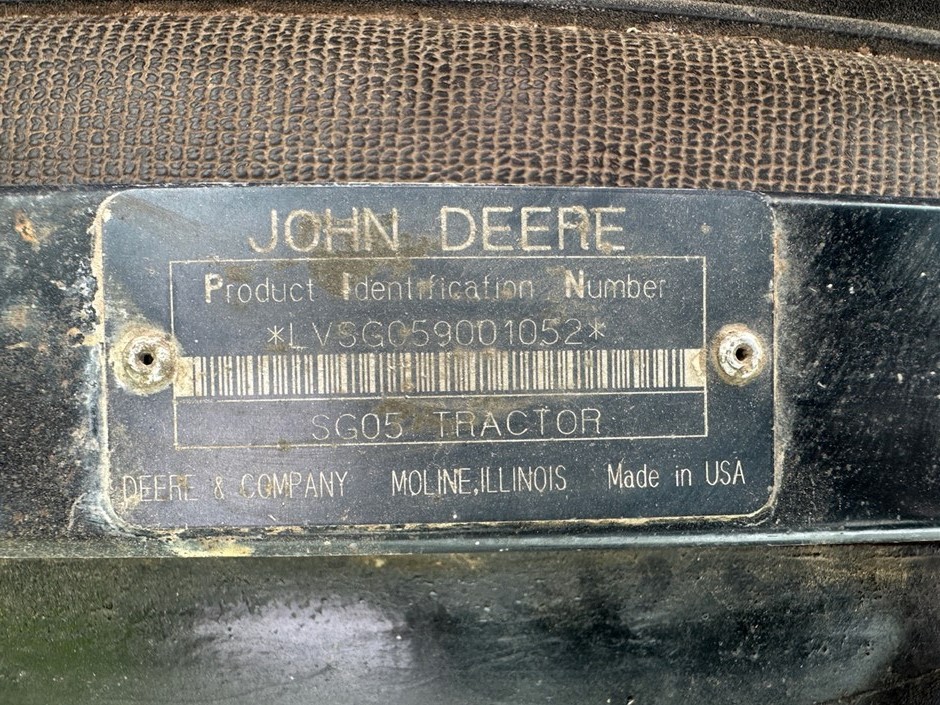 JOHN DEERE
Product Identification Number
*LVSG059001052*
SG05 TRACTOR
DEERE & COMPANY MOLINE,ILLINOIS Made in USA